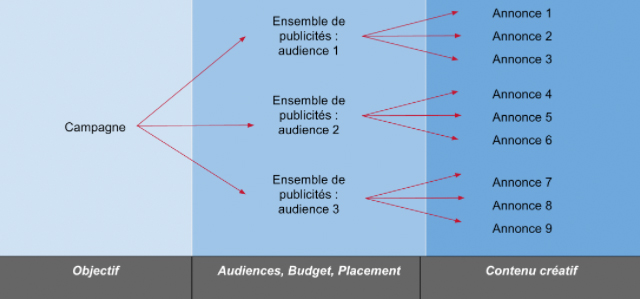 Campagne
Ensemble de
publicités :
audience 1
Ensemble de
publicités :
audience 2
Ensemble de
publicités :
audience 3
Annonce 1
Annonce 2
Annonce 3
Annonce 4
Annonce 5
Annonce 6
Annonce 7
Annonce 8
Annonce 9
Objectif
Audiences, Budget, Placement
Contenu créatif